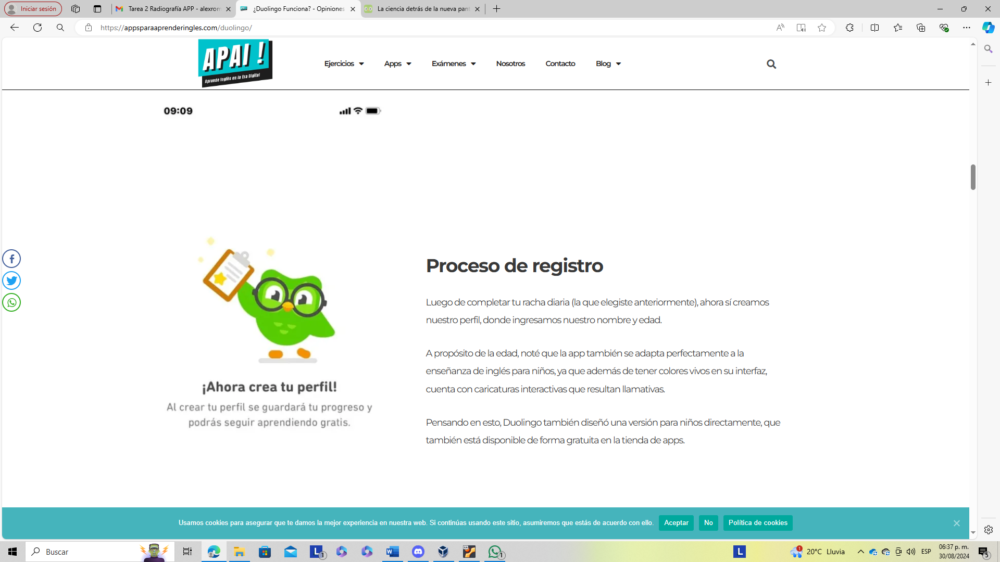 Iniciar sesión
Tarea 2 Radiografía APP - alexrom
¿Duolingo Funciona? - Opiniones
La ciencia detrás de la nueva pant
https://appsparaaprenderingles.com/duolingo/
APAI !
Aprende Inglés en la Era Digital
Ejercicios
Apps
Exámenes
Nosotros
Contacto
Blog
09:09
Proceso de registro
Luego de completar tu racha diaria (la que elegiste anteriormente), ahora sí creamos
nuestro perfil, donde ingresamos nuestro nombre y edad.
A propósito de la edad, noté que la app también se adapta perfectamente a la
enseñanza de inglés para niños, ya que además de tener colores vivos en su interfaz,
cuenta con caricaturas interactivas que resultan llamativas.
Pensando en esto, Duolingo también diseñó una versión para niños directamente, que
también está disponible de forma gratuita en la tienda de apps.
¡Ahora crea tu perfil!
Al crear tu perfil se guardará tu progreso y
podrás seguir aprendiendo gratis.
Usamos cookies para asegurar que te damos la mejor experiencia en nuestra web. Si continúas usando este sitio, asumiremos que estás de acuerdo con ello.
Aceptar
No
Política de cookies
Buscar
L
1
1
L
1
20°C Lluvia
ESP
06:37 p. m.
30/08/2024
5